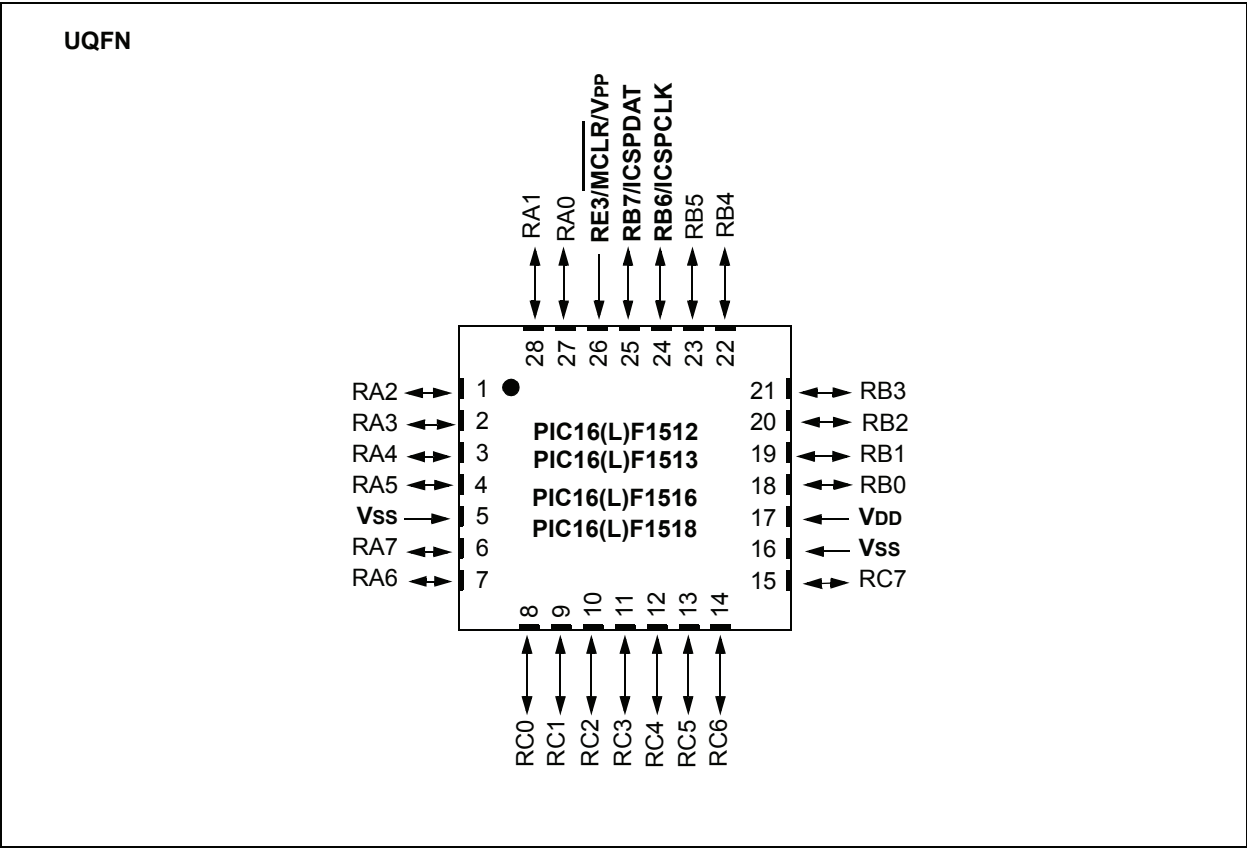 UQFN
RA1
RA0
RE3/MCLR/VPP
RB7/ICSPDAT
RB6/ICSPCLK
RB5
RB4
28
27
26
25
24
23
22
RA2 1
RA3 2
RA4 3
RA5 4
VSS 5
RA7 6
RA6 7
PIC16(L)F1512
PIC16(L)F1513
PIC16(L)F1516
PIC16(L)F1518
21 RB3
20 RB2
19 RB1
18 RB0
17 VDD
16 VSS
15 RC7
8
9
10
11
12
13
14
RC0
RC1
RC2
RC3
RC4
RC5
RC6